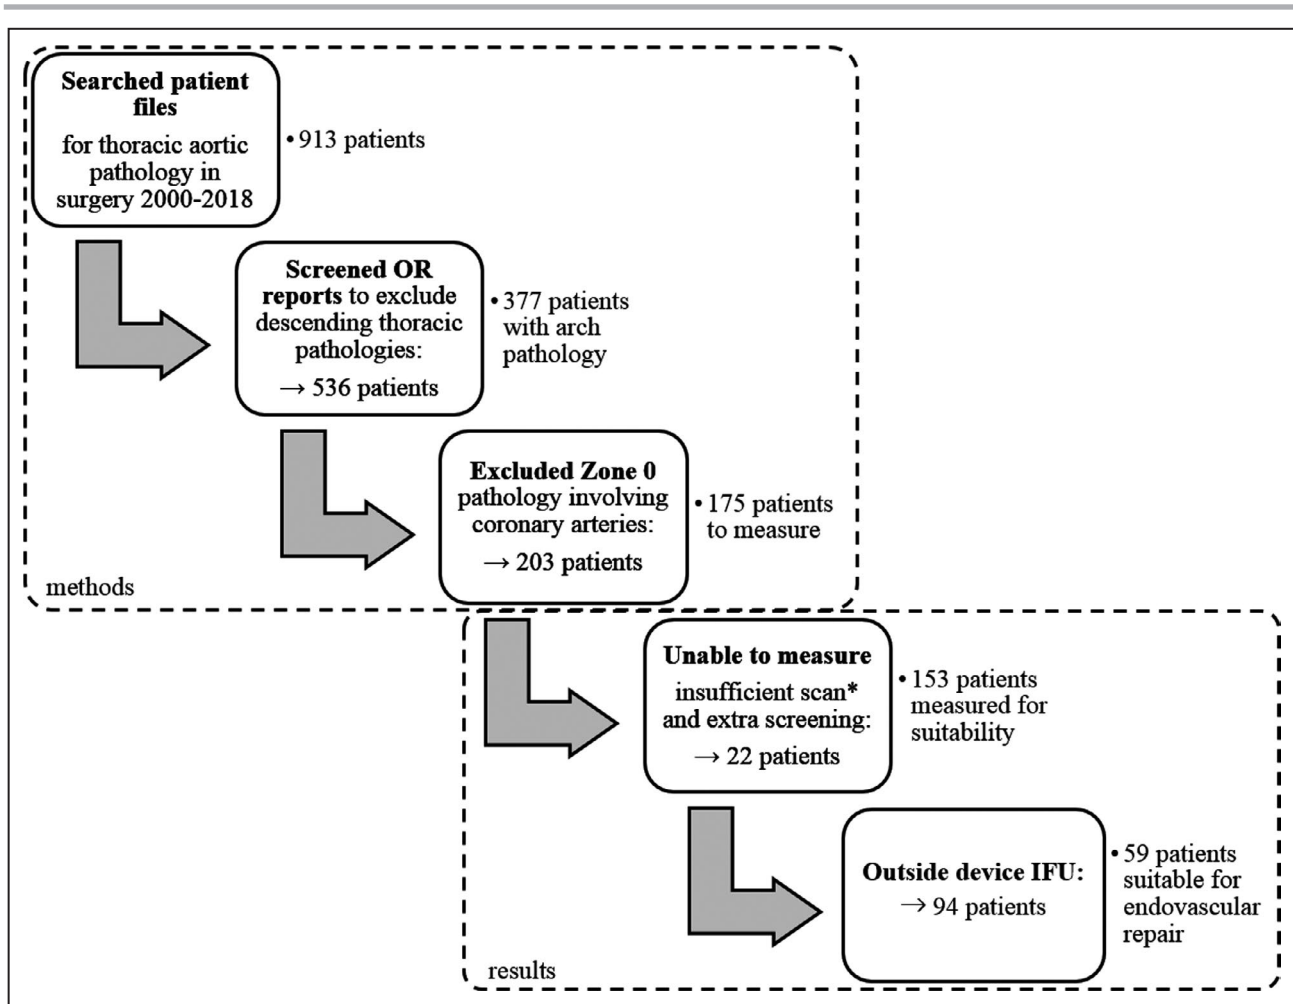 Searched patient
files
for thoracic aortic
pathology in
surgery 2000-2018
• 913 patients
Screened OR
reports to exclude
descending thoracic
pathologies:
→ 536 patients
• 377 patients
with arch
pathology
Excluded Zone 0
pathology involving
coronary arteries:
→ 203 patients
• 175 patients
to measure
methods
Unable to measure
insufficient scan*
and extra screening:
→ 22 patients
• 153 patients
measured for
suitability
Outside device IFU:
→ 94 patients
• 59 patients
suitable for
endovascular
repair
results